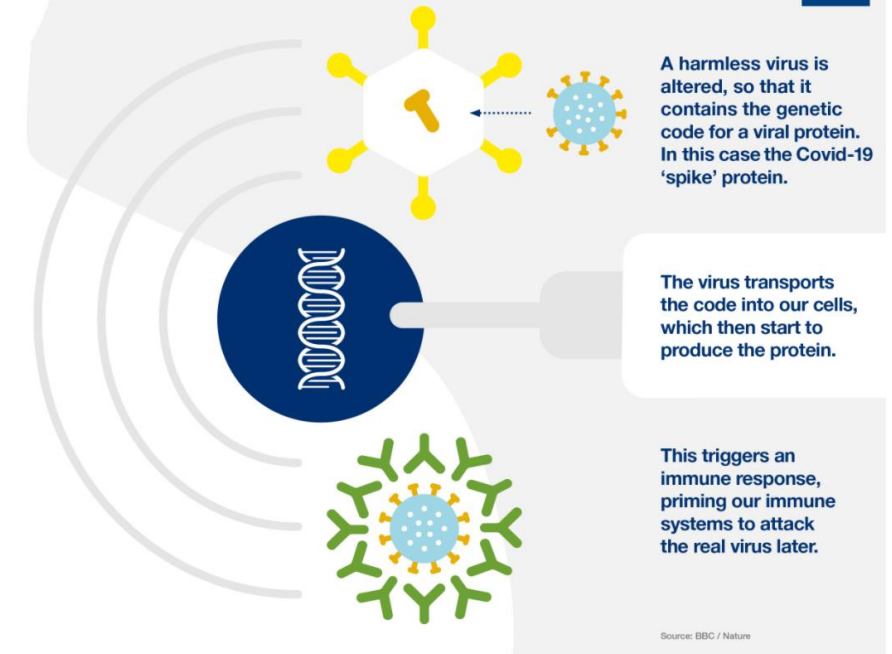 A harmless virus is
altered, so that it
contains the genetic
code for a viral protein.
In this case the Covid-19
‘spike’ protein.
The virus transports
the code into our cells,
which then start to
produce the protein.
This triggers an
immune response,
priming our immune
systems to attack
the real virus later.
Source: BBC / Nature